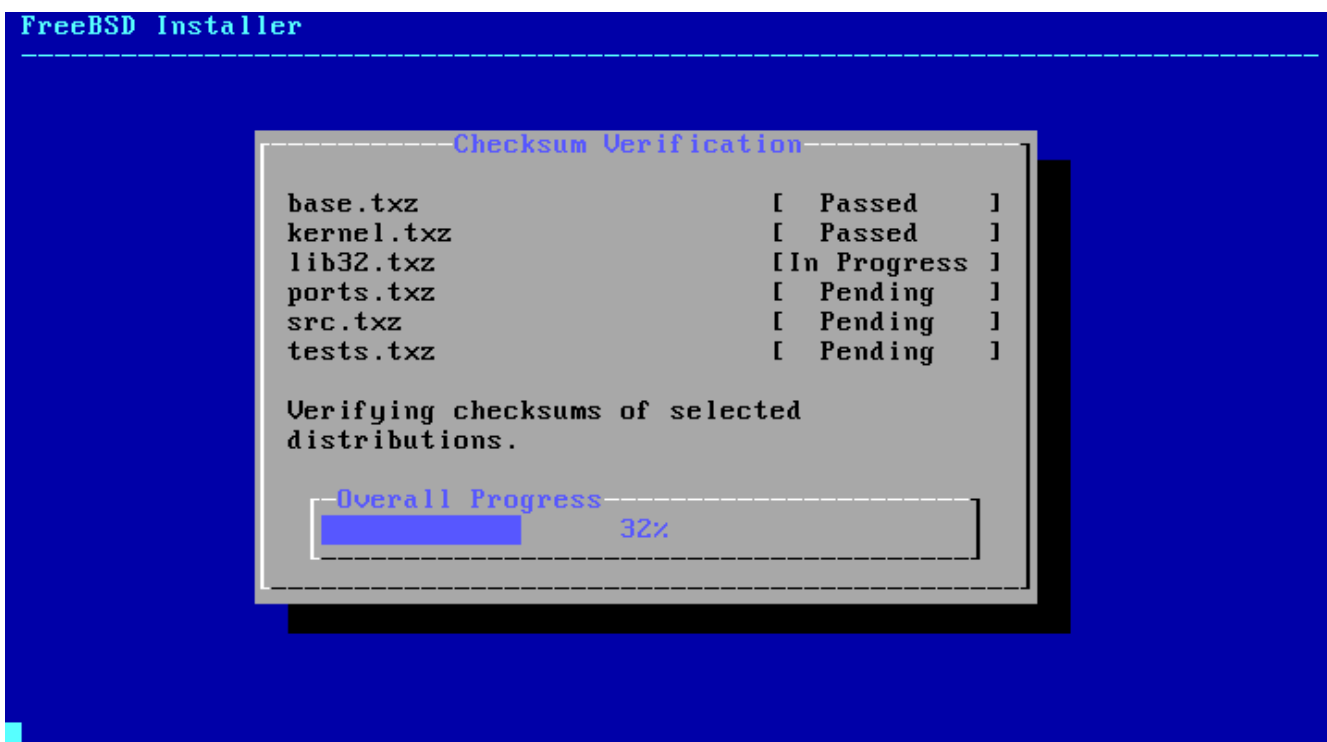 FreeBSD Installer
Checksum Verification
base.txz [ Passed ]
kernel.txz [ Passed ]
lib32.txz [In Progress ]
ports.txz [ Pending ]
src.txz [ Pending ]
tests.txz [ Pending ]
Verifying checksums of selected
distributions.
Overall Progress
32%